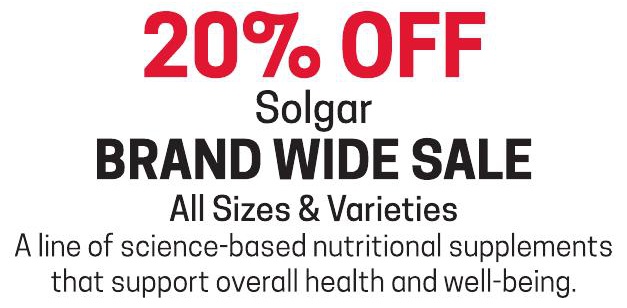 20% OFF
Solgar
BRAND WIDE SALE
All Sizes & Varieties
A line of science-based nutritional supplements
that support overall health and well-being.